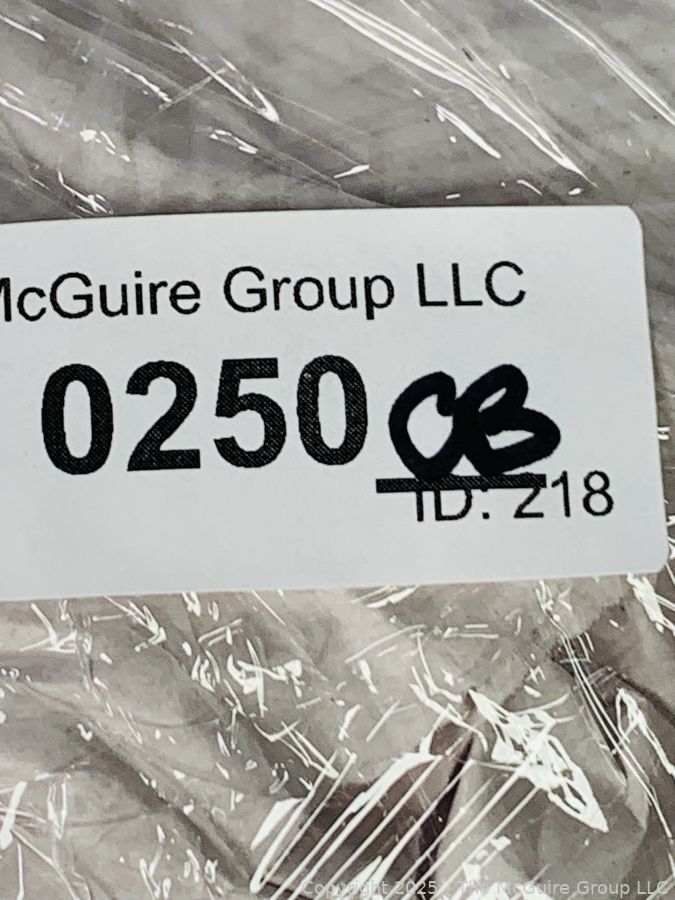 McGuire Group LLC
0250 CB
ID: 218
Copyright 2025 - The McGuire Group LLC